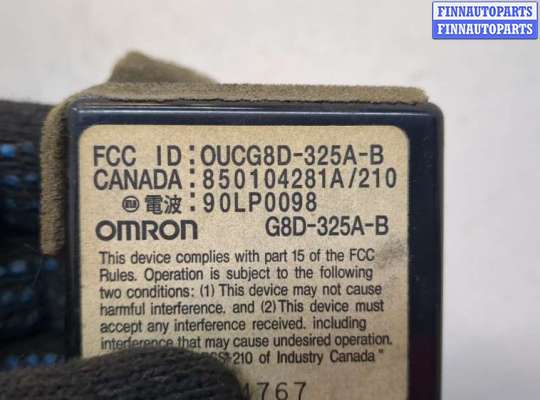 FINNAUTOPARTS
FINNAUTOPARTS
FCC ID:OUCG8D-325A-B
CANADA:850104281A/210
電波:90LP0098
OMRON G8D-325A-B
This device complies with part 15 of the FCC
Rules. Operation is subject to the following
two conditions: (1) This device may not cause
harmful interference, and (2) This device must
accept any interference received, including
interference that may cause undesired operation.
210 of Industry Canada"
4767